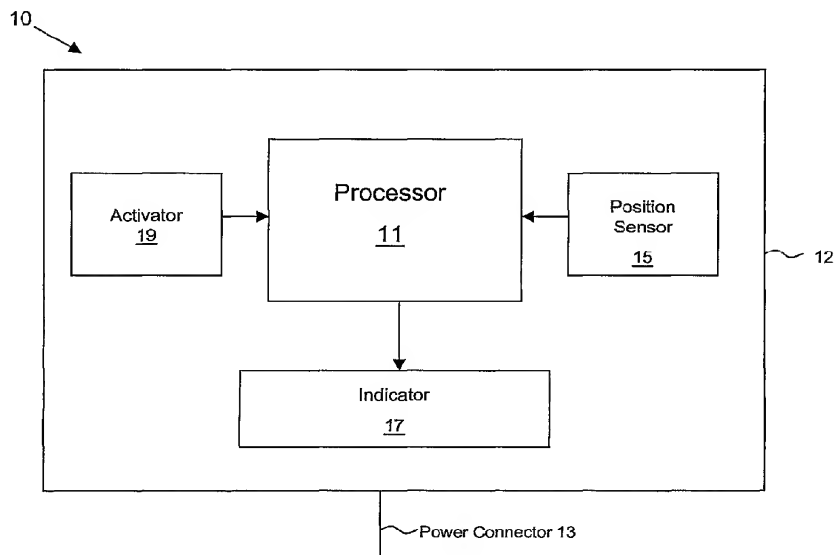 10
Processor
11
Activator
19
Position
Sensor
15
12
Indicator
17
Power Connector 13